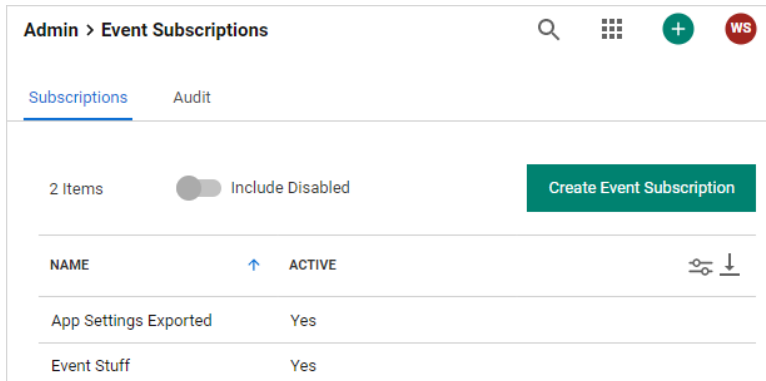 Admin > Event Subscriptions
WS
Subscriptions Audit
2 Items Include Disabled Create Event Subscription
NAME ACTIVE
App Settings Exported Yes
Event Stuff Yes